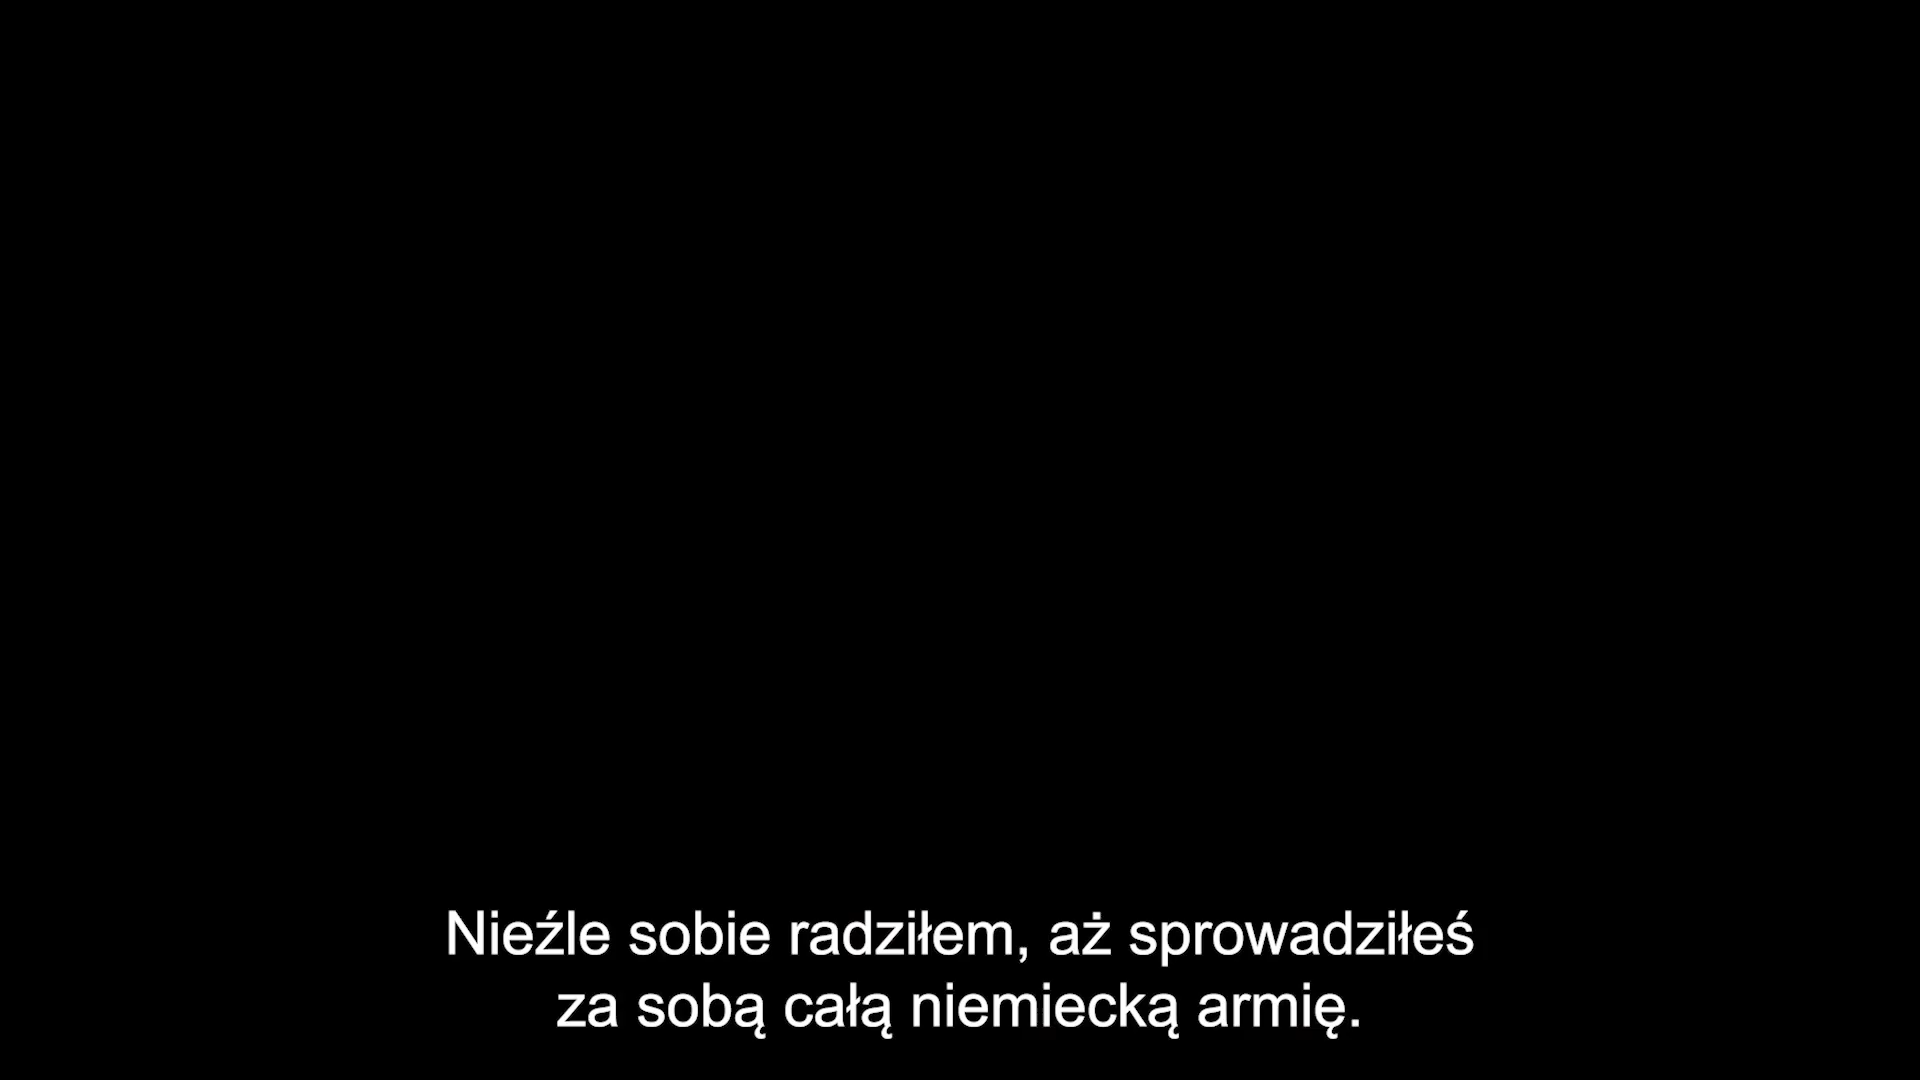 Nieźle sobie radziłem, aż sprowadziłeś
za sobą całą niemiecką armię.